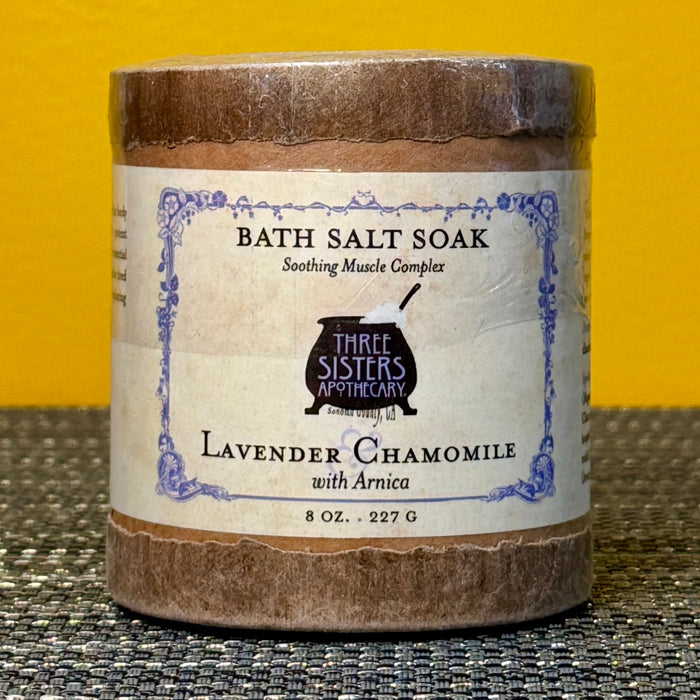 BATH SALT SOAK
Soothing Muscle Complex
THREE
SISTERS
APOTHECARY
Sonoma County, CA
LAVENDER CHAMOMILE
with Arnica
8 OZ. . 227 G